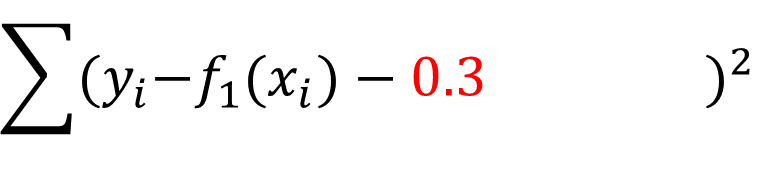 ∑(yᵢ−f₁(xᵢ) − 0.3 )²